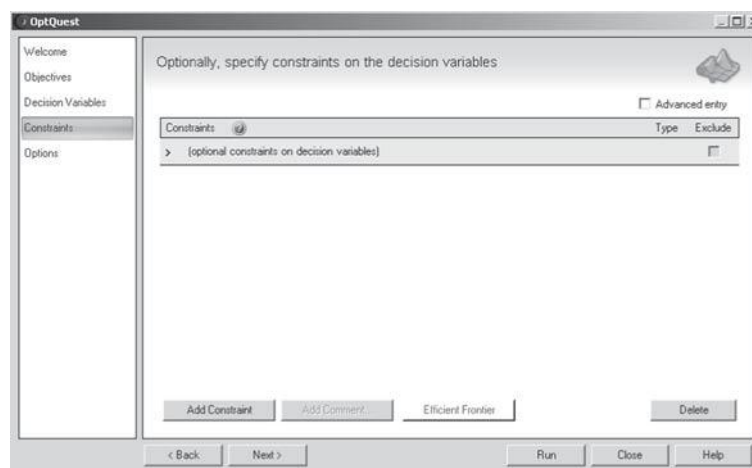 OptQuest
Welcome
Objectives
Decision Variables
Constraints
Options
Optionally, specify constraints on the decision variables
Advanced entry
Constraints Type Exclude
(optional constraints on decision variables)
Add Constraint Add Comment... Efficient Frontier Delete
< Back Next > Run Close Help